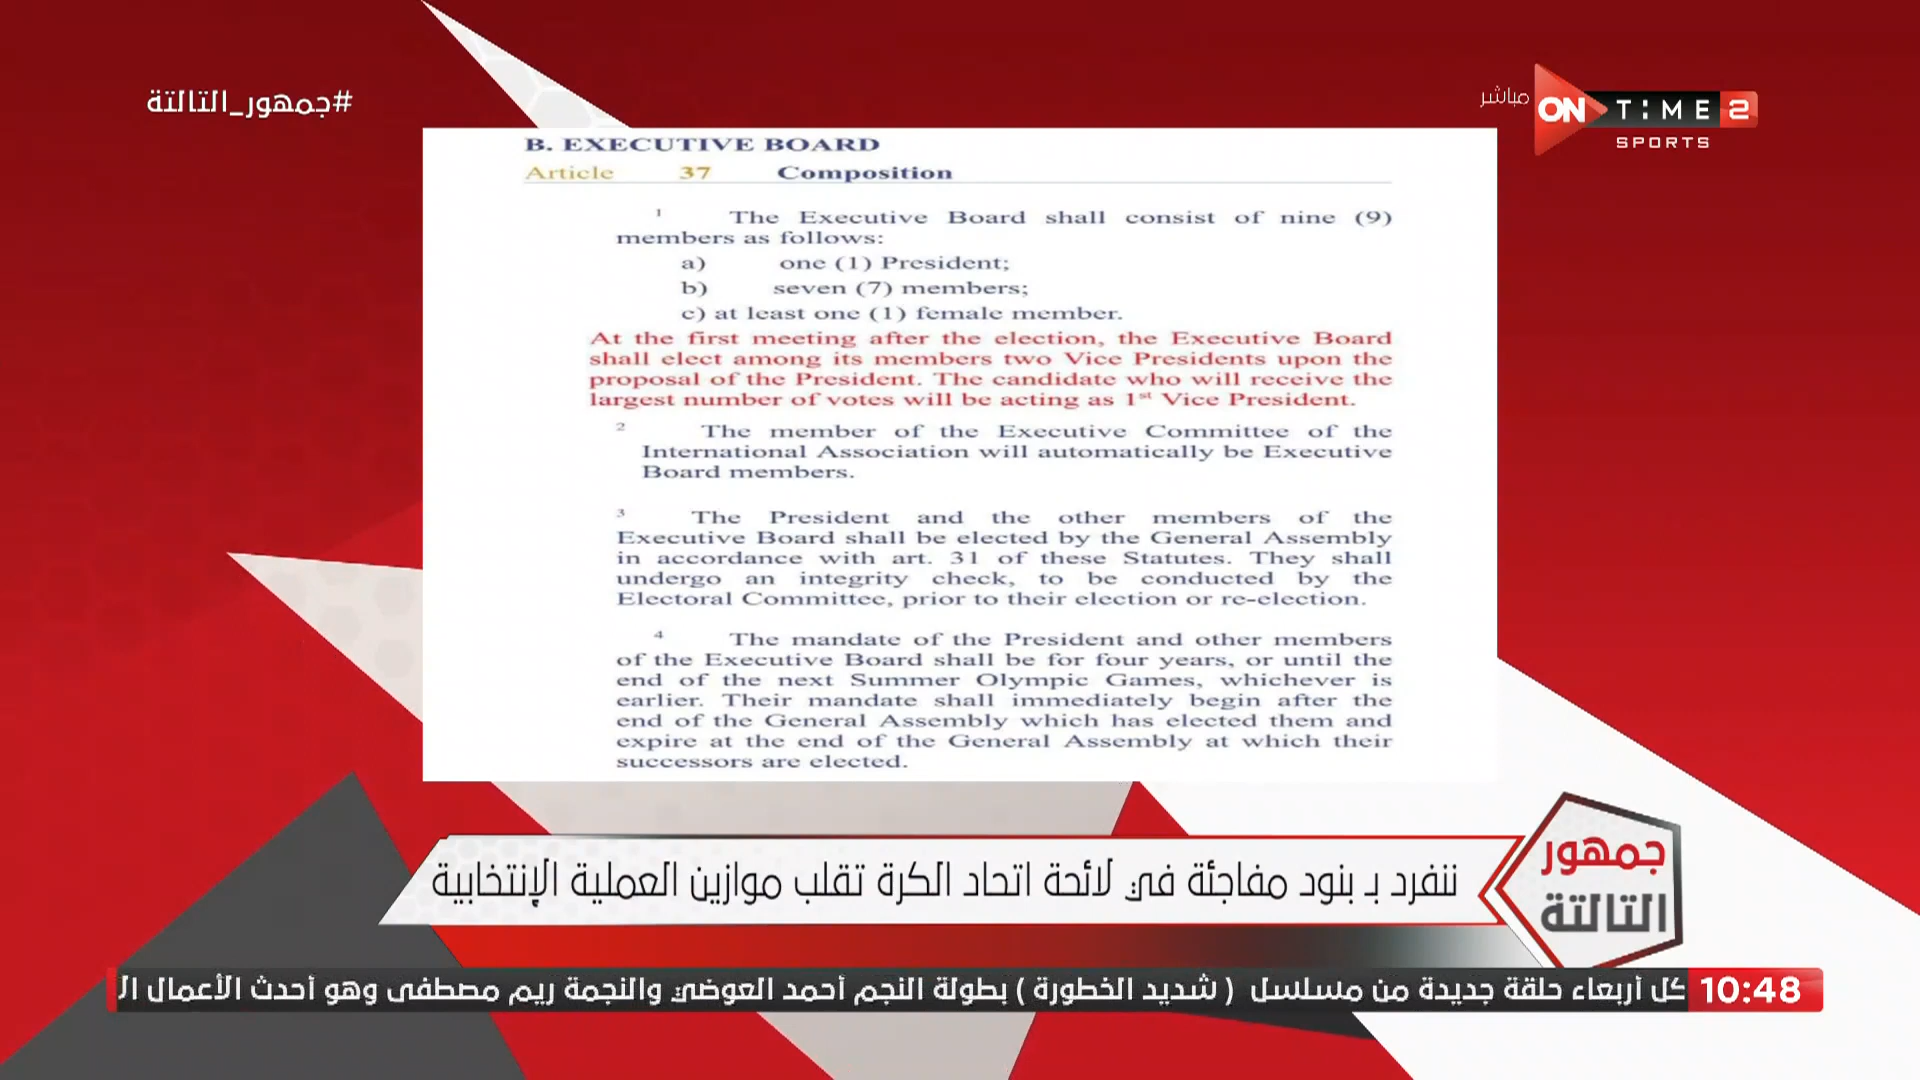 #جمهور_التالتة
مباشر
ON TIME 2
SPORTS
B. EXECUTIVE BOARD
Article 37 Composition
1 The Executive Board shall consist of nine (9)
members as follows:
a) one (1) President;
b) seven (7) members;
c) at least one (1) female member.
At the first meeting after the election, the Executive Board
shall elect among its members two Vice Presidents upon the
proposal of the President. The candidate who will receive the
largest number of votes will be acting as 1st Vice President.
2 The member of the Executive Committee of the
International Association will automatically be Executive
Board members.
3 The President and the other members of the
Executive Board shall be elected by the General Assembly
in accordance with art. 31 of these Statutes. They shall
undergo an integrity check, to be conducted by the
Electoral Committee, prior to their election or re-election.
4 The mandate of the President and other members
of the Executive Board shall be for four years, or until the
end of the next Summer Olympic Games, whichever is
earlier. Their mandate shall immediately begin after the
end of the General Assembly which has elected them and
expire at the end of the General Assembly at which their
successors are elected.
جمهور
التالتة
ننفرد بـ بنود مفاجئة في لائحة اتحاد الكرة تقلب موازين العملية الإنتخابية
10:48
كل أربعاء حلقة جديدة من مسلسل ( شديد الخطورة ) بطولة النجم أحمد العوضي والنجمة ريم مصطفى وهو أحدث الأعمال ال